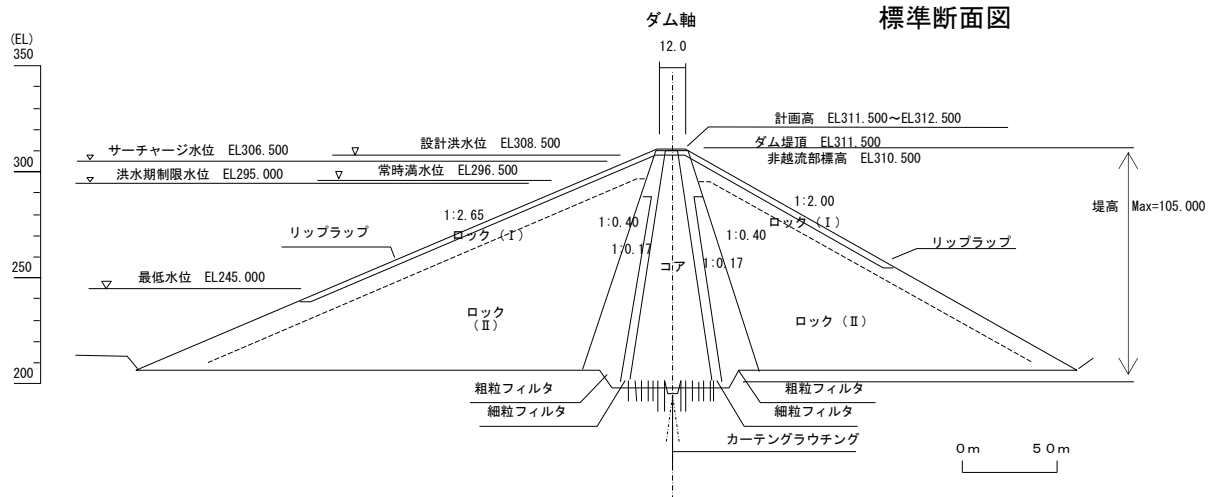 標準断面図
ダム軸
12.0
(EL)
350
300
250
200
計画高 EL311.500～EL312.500
ダム堤頂 EL311.500
非越流部標高 EL310.500
設計洪水位 EL308.500
サーチャージ水位 EL306.500
常時満水位 EL296.500
洪水期制限水位 EL295.000
最低水位 EL245.000
堤高 Max=105.000
1:2.65
1:2.00
ロック（Ⅰ）
ロック（Ⅰ）
1:0.40
1:0.40
1:0.17
1:0.17
コア
リップラップ
リップラップ
ロック
（Ⅱ）
ロック（Ⅱ）
粗粒フィルタ
粗粒フィルタ
細粒フィルタ
細粒フィルタ
カーテングラウチング
0m 50m